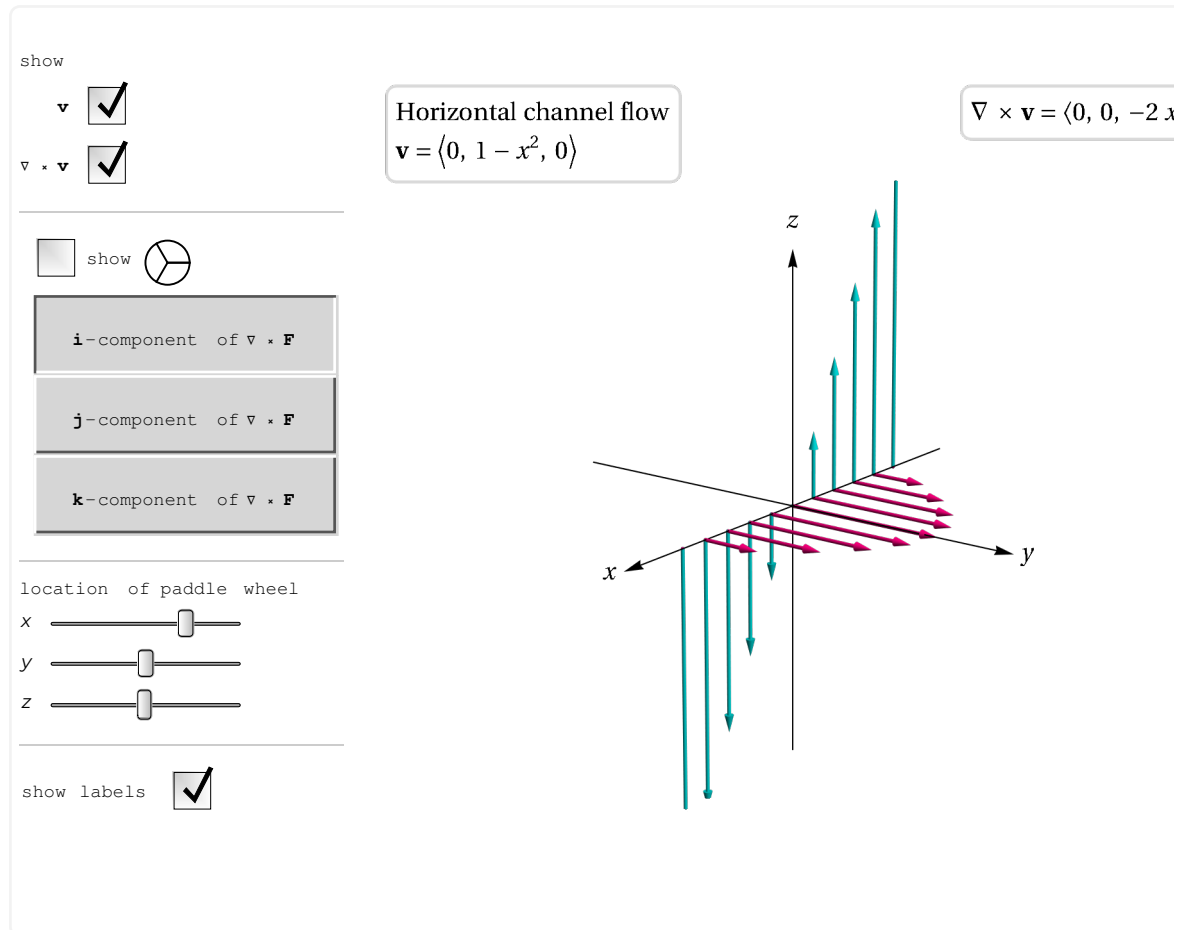 show
v
∇ × v
show
i-component of ∇ × F
j-component of ∇ × F
k-component of ∇ × F
location of paddle wheel
x
y
z
show labels
Horizontal channel flow
v = ⟨0, 1 − x², 0⟩
∇ × v = ⟨0, 0, −2 x
z
x
y